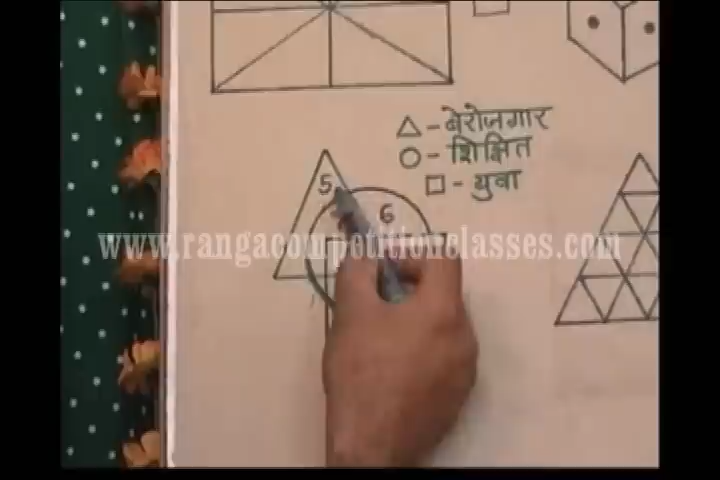 △ - बेरोजगार
○ - शिक्षित
□ - युवा
5
6
www.rangacompetitionclasses.com